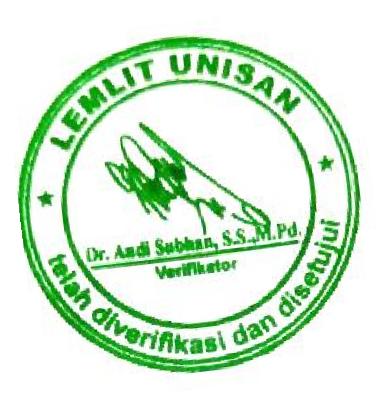 LEMLIT UNISAN
Dr. Andi Subhan, S.S.,M.Pd.
Verifikator
telah diverifikasi dan disetujui